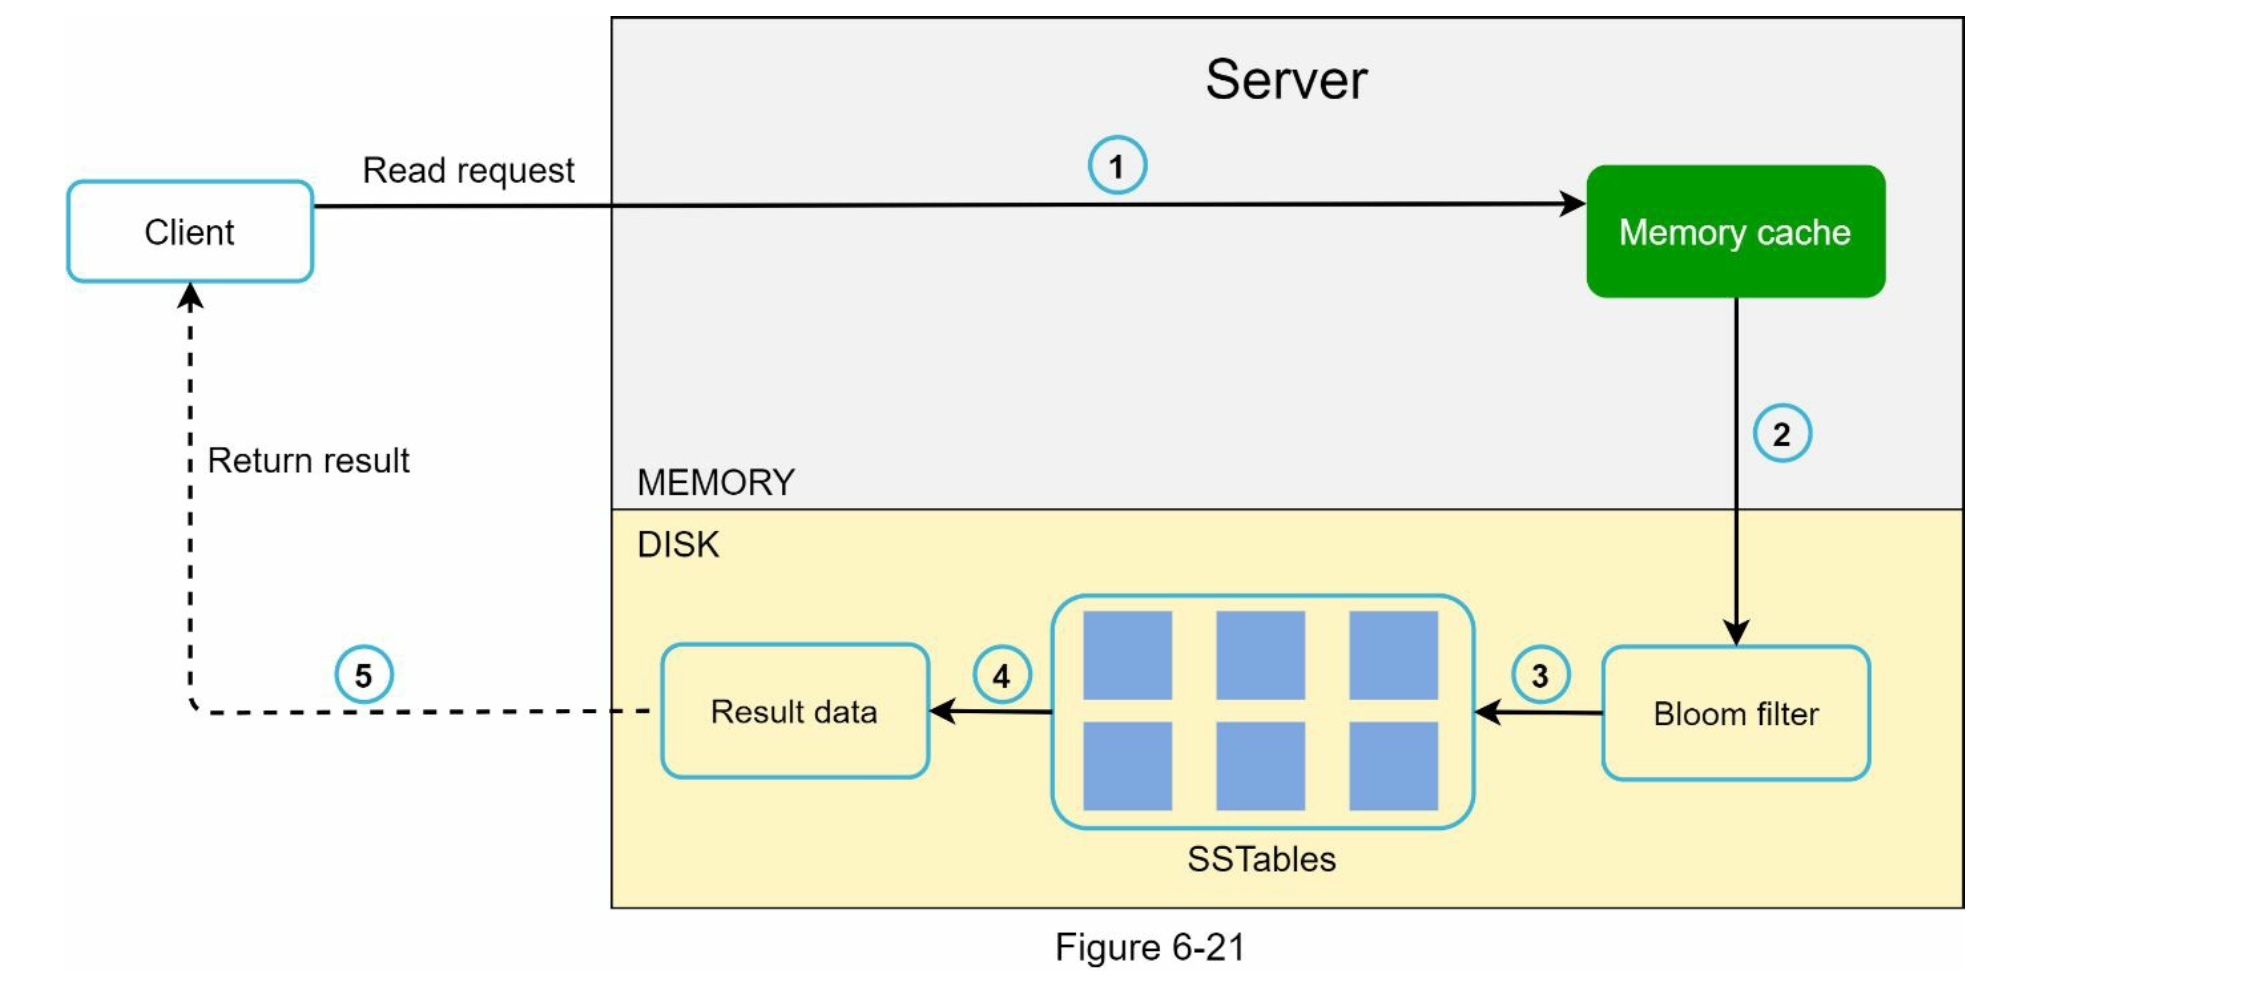 Server
Read request
1
Client
Memory cache
2
Return result
MEMORY
DISK
5
Result data
4
3
Bloom filter
SSTables
Figure 6-21